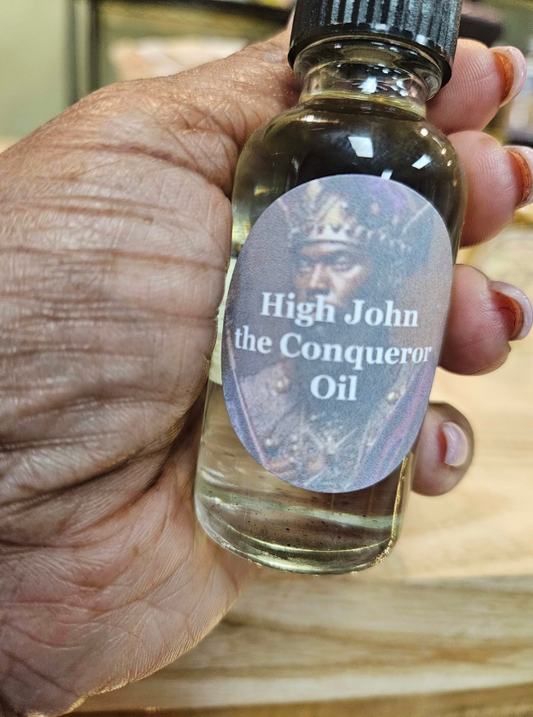 High John
the Conqueror
Oil